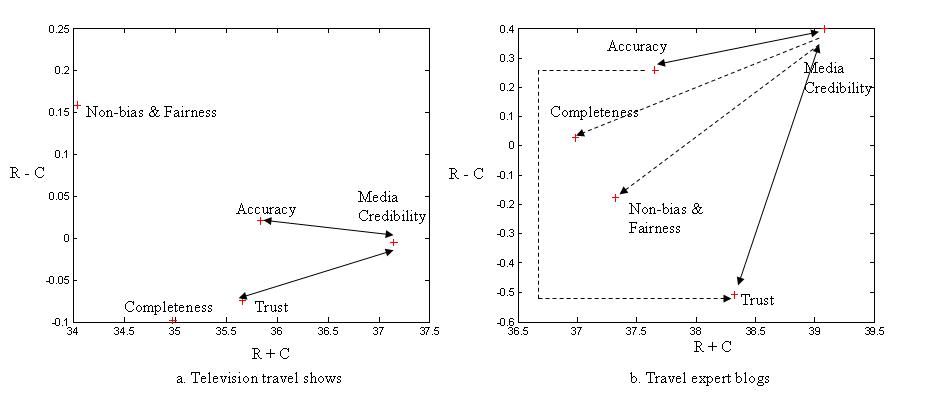 0.25
0.2
0.15
0.1
0.05
0
-0.05
-0.1
R - C
Non-bias & Fairness
Media
Credibility
Accuracy
Completeness
Trust
34
34.5
35
35.5
36
36.5
37
37.5
R + C
a. Television travel shows
0.4
0.3
0.2
0.1
0
-0.1
-0.2
-0.3
-0.4
-0.5
-0.6
R - C
Accuracy
Media
Credibility
Completeness
Non-bias &
Fairness
Trust
36.5
37
37.5
38
38.5
39
39.5
R + C
b. Travel expert blogs